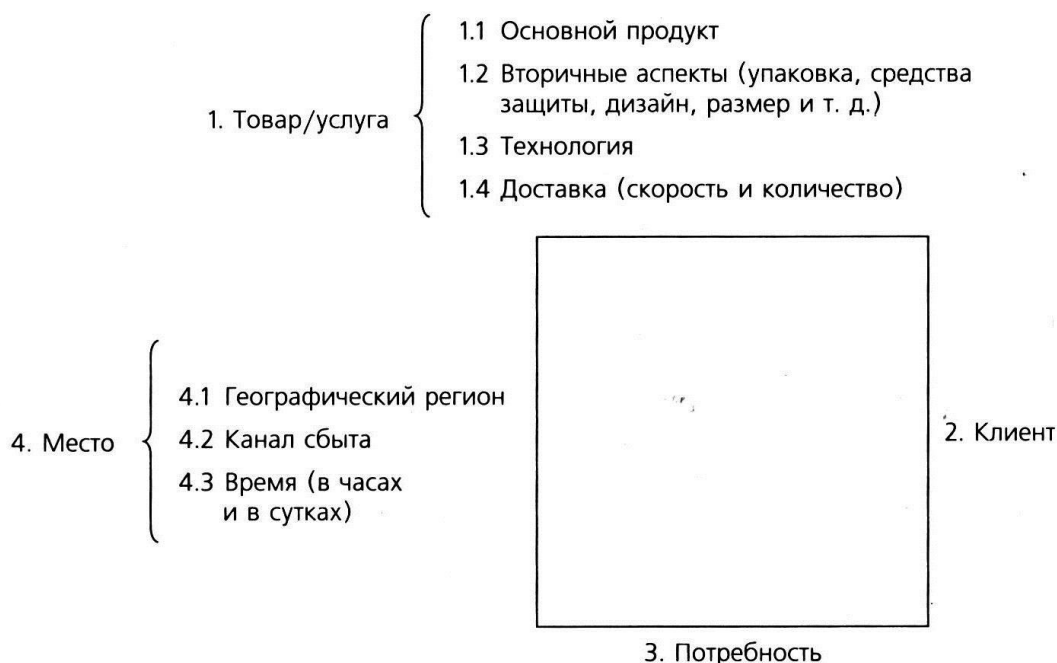 1.1 Основной продукт
1.2 Вторичные аспекты (упаковка, средства
защиты, дизайн, размер и т. д.)
1. Товар/услуга
1.3 Технология
1.4 Доставка (скорость и количество)
4.1 Географический регион
4. Место
4.2 Канал сбыта
4.3 Время (в часах
и в сутках)
2. Клиент
3. Потребность